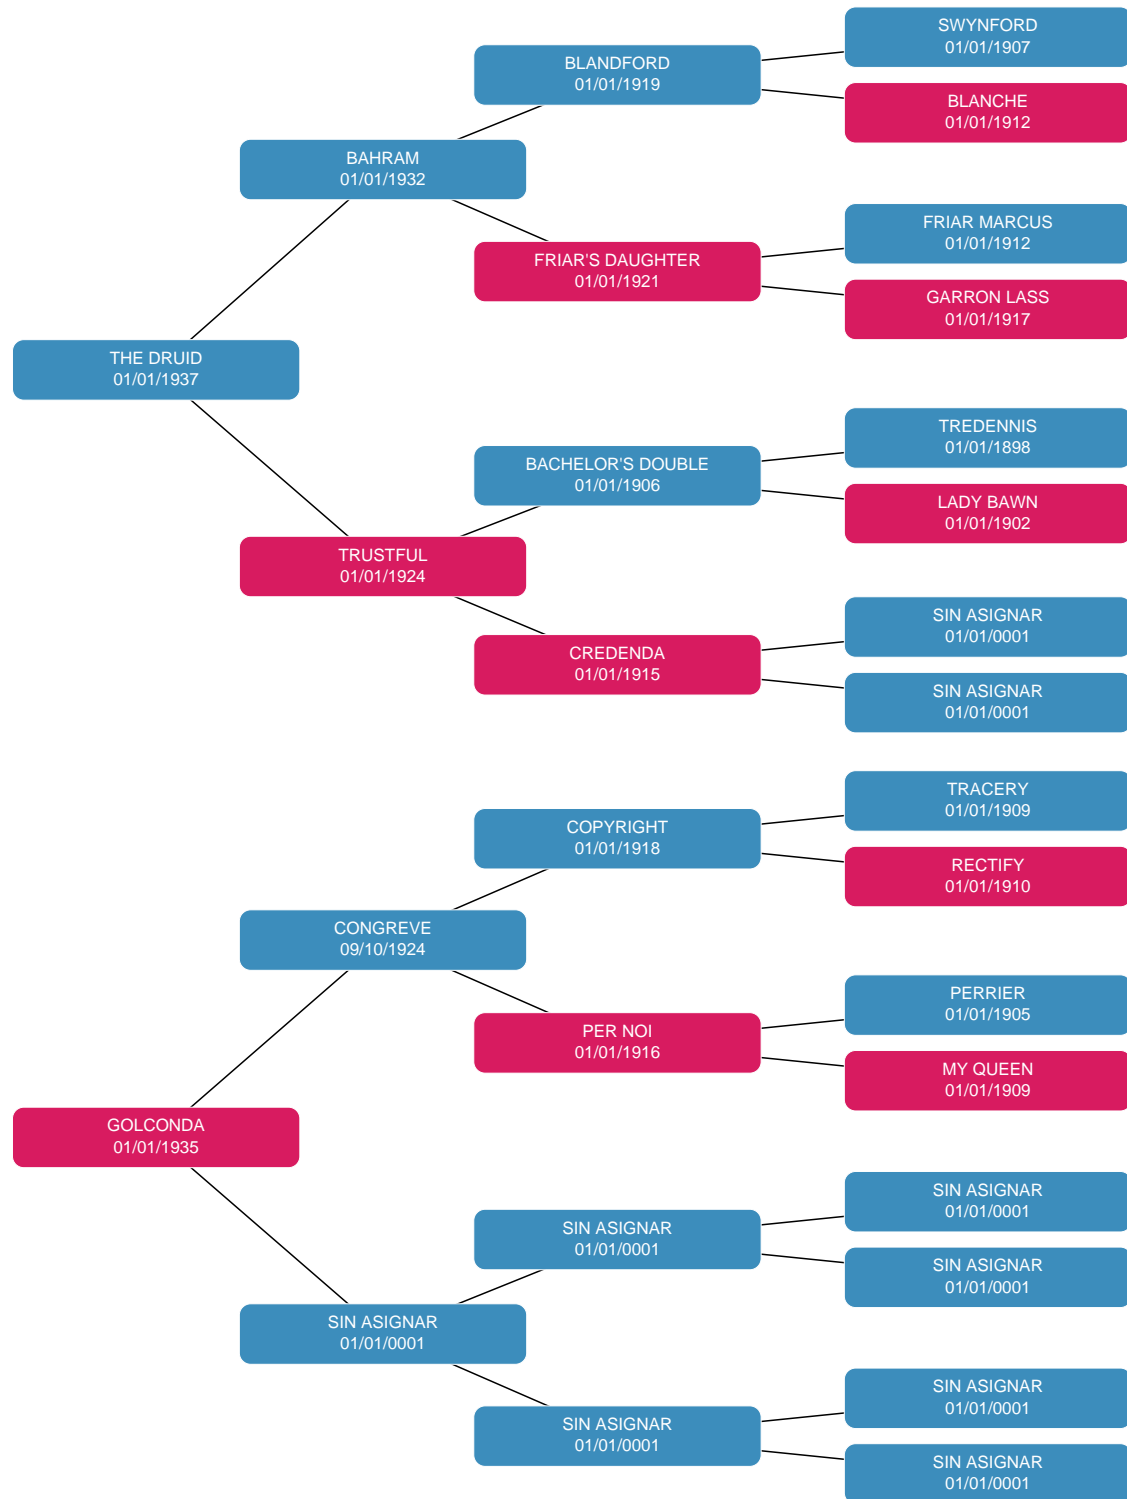 SWYNFORD
01/01/1907
BLANDFORD
01/01/1919
BLANCHE
01/01/1912
BAHRAM
01/01/1932
FRIAR MARCUS
01/01/1912
FRIAR'S DAUGHTER
01/01/1921
GARRON LASS
01/01/1917
THE DRUID
01/01/1937
TREDENNIS
01/01/1898
BACHELOR'S DOUBLE
01/01/1906
LADY BAWN
01/01/1902
TRUSTFUL
01/01/1924
SIN ASIGNAR
01/01/0001
CREDENDA
01/01/1915
SIN ASIGNAR
01/01/0001
TRACERY
01/01/1909
COPYRIGHT
01/01/1918
RECTIFY
01/01/1910
CONGREVE
09/10/1924
PERRIER
01/01/1905
PER NOI
01/01/1916
MY QUEEN
01/01/1909
GOLCONDA
01/01/1935
SIN ASIGNAR
01/01/0001
SIN ASIGNAR
01/01/0001
SIN ASIGNAR
01/01/0001
SIN ASIGNAR
01/01/0001
SIN ASIGNAR
01/01/0001
SIN ASIGNAR
01/01/0001
SIN ASIGNAR
01/01/0001